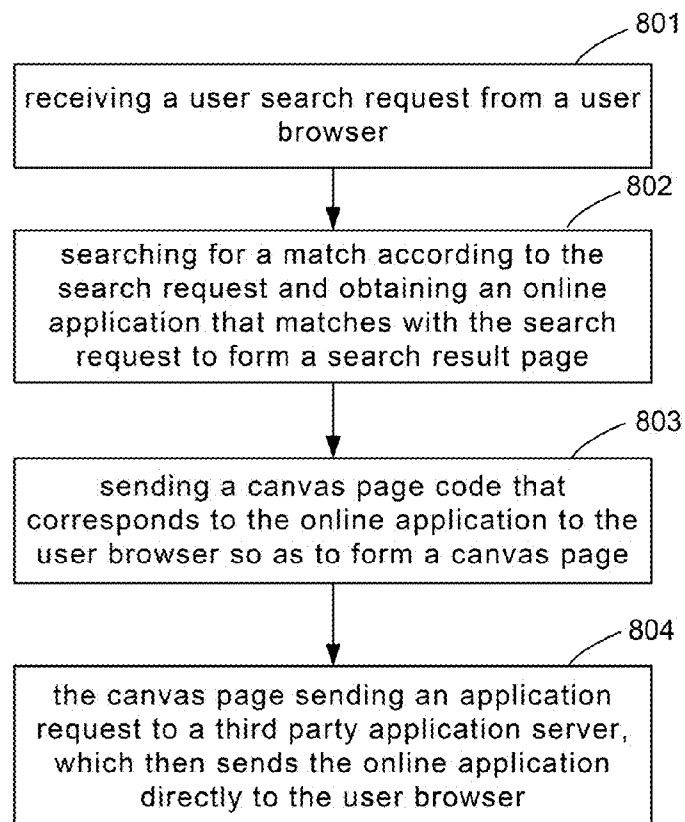 801
receiving a user search request from a user
browser
802
searching for a match according to the
search request and obtaining an online
application that matches with the search
request to form a search result page
803
sending a canvas page code that
corresponds to the online application to the
user browser so as to form a canvas page
804
the canvas page sending an application
request to a third party application server,
which then sends the online application
directly to the user browser